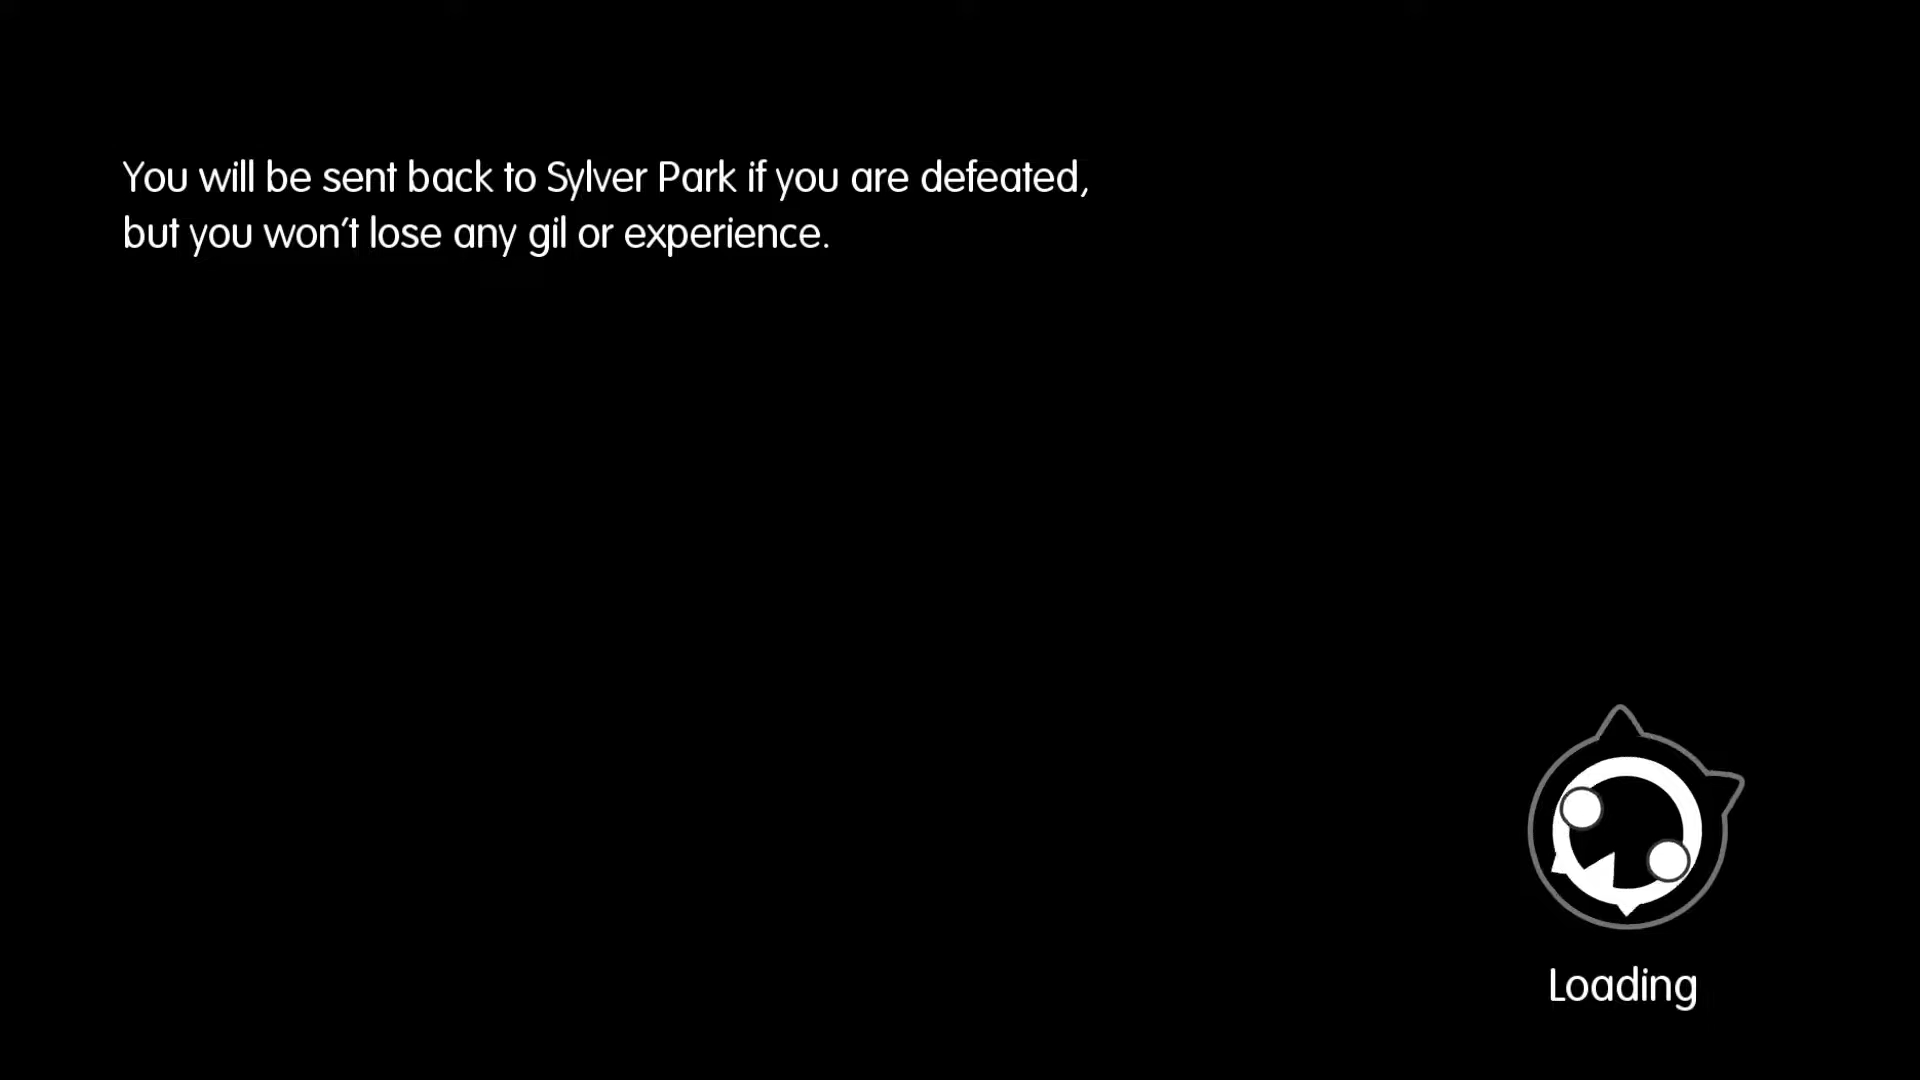 You will be sent back to Sylver Park if you are defeated,
but you won't lose any gil or experience.
Loading